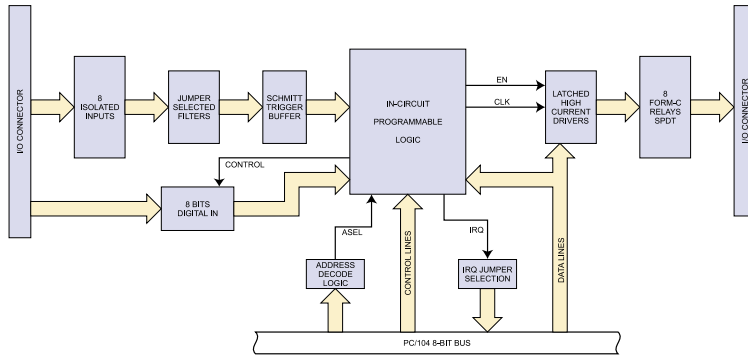 I/O CONNECTOR
8
ISOLATED
INPUTS
JUMPER
SELECTED
FILTERS
SCHMITT
TRIGGER
BUFFER
IN-CIRCUIT
PROGRAMMABLE
LOGIC
EN
CLK
LATCHED
HIGH
CURRENT
DRIVERS
8
FORM-C
RELAYS
SPDT
I/O CONNECTOR
CONTROL
8 BITS
DIGITAL IN
ASEL
ADDRESS
DECODE
LOGIC
CONTROL LINES
IRQ
IRQ JUMPER
SELECTION
DATA LINES
PC/104 8-BIT BUS